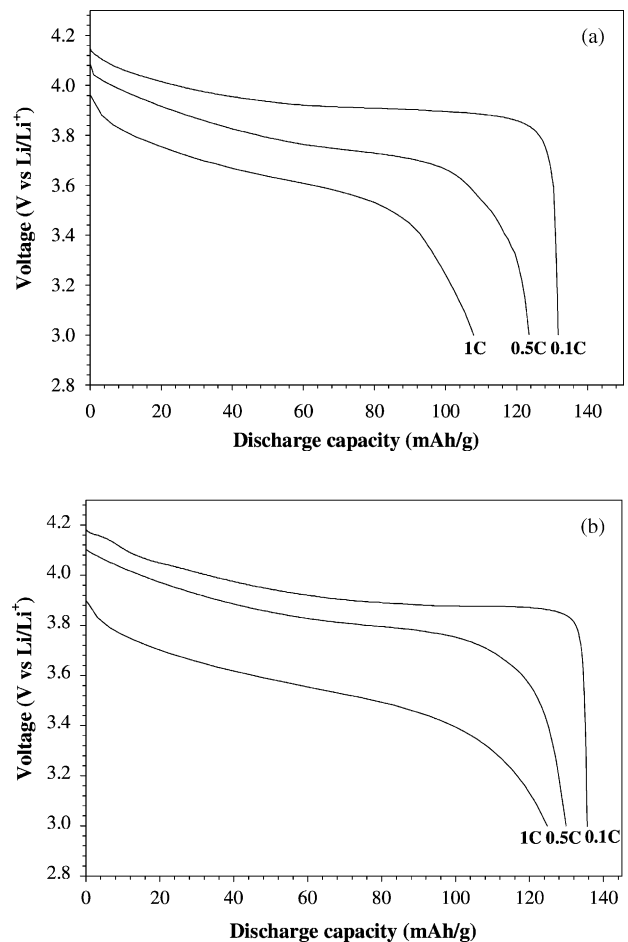 (a)
4.2
4.0
3.8
3.6
3.4
3.2
3.0
2.8
Voltage (V vs Li/Li⁺)
1C 0.5C 0.1C
0 20 40 60 80 100 120 140
Discharge capacity (mAh/g)
(b)
4.2
4.0
3.8
3.6
3.4
3.2
3.0
2.8
Voltage (V vs Li/Li⁺)
1C 0.5C 0.1C
0 20 40 60 80 100 120 140
Discharge capacity (mAh/g)